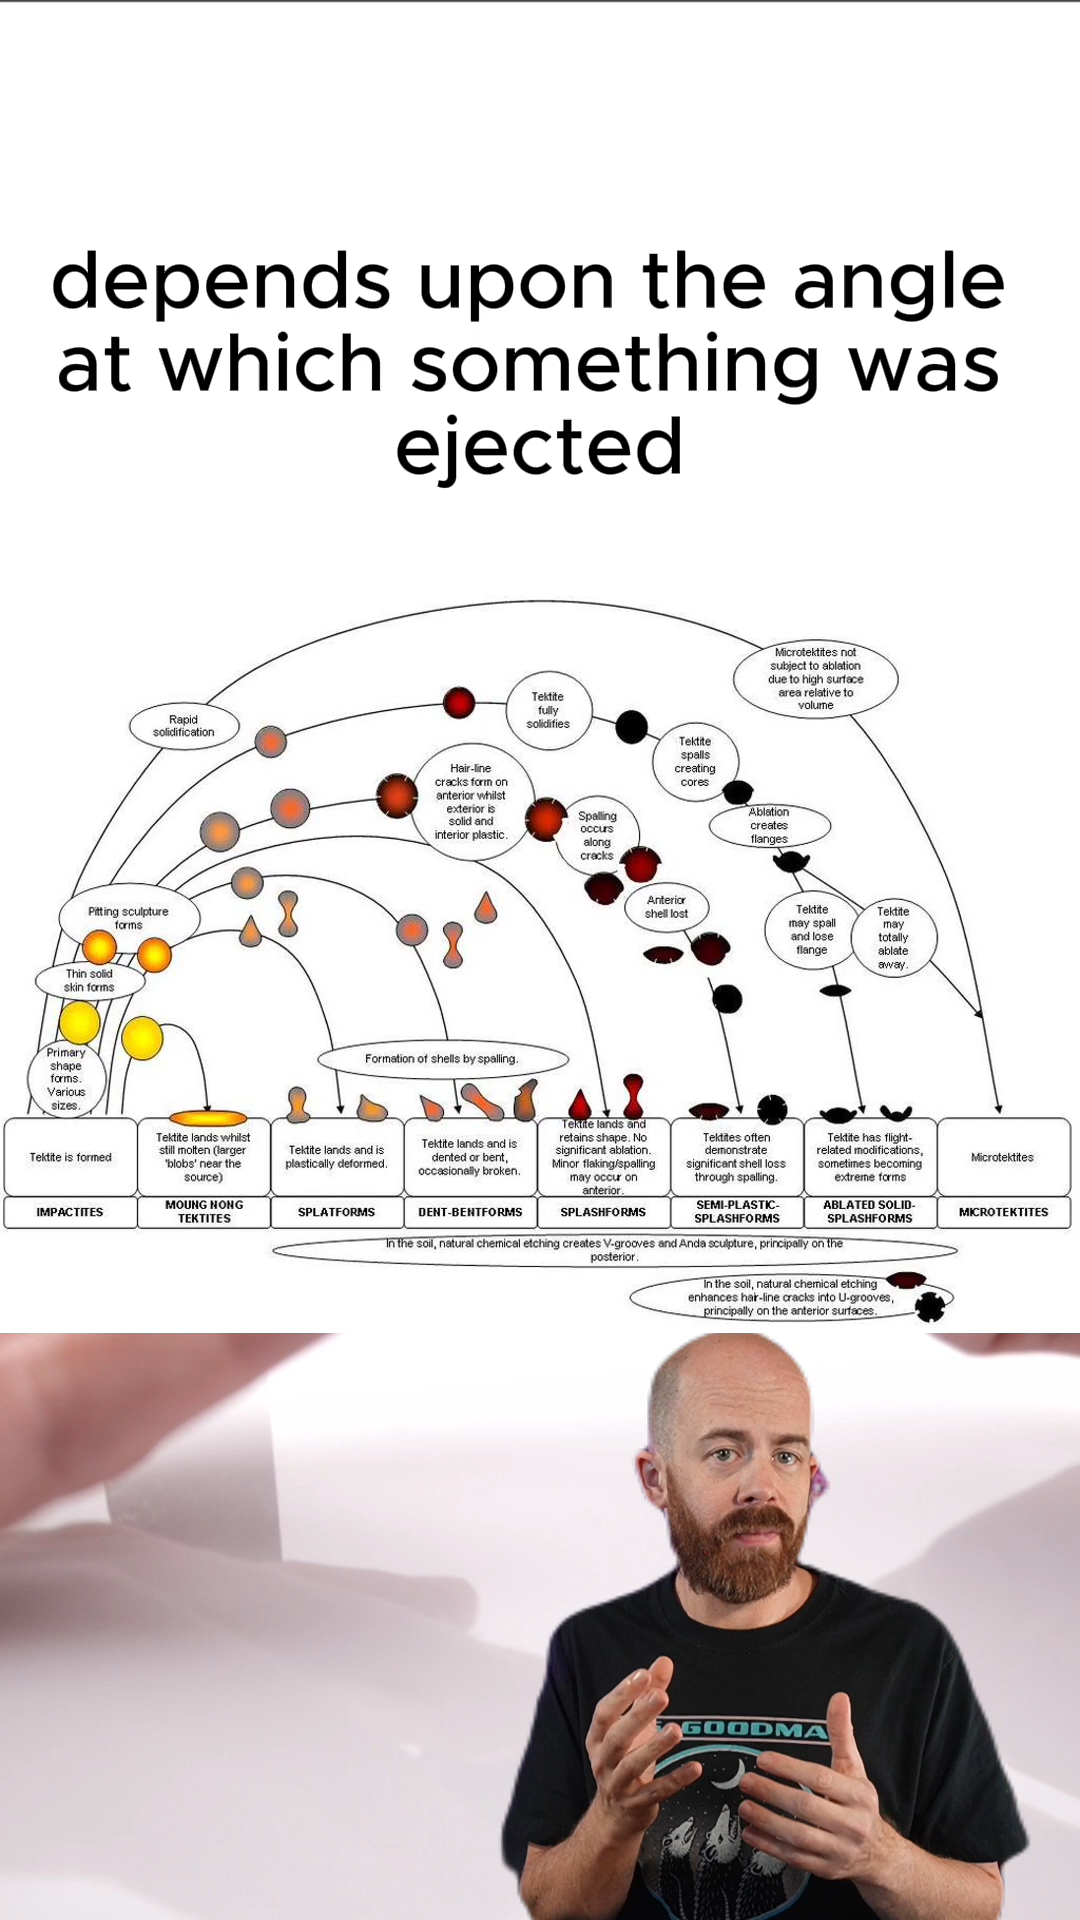 depends upon the angle
at which something was
ejected
Microtektites not
subject to ablation
due to high surface
area relative to
volume
Rapid
solidification
Tektite
fully
solidifies
Tektite
spalls
creating
cores
Hair-line
cracks form on
anterior whilst
exterior is
solid and
interior plastic.
Spalling
occurs
along
cracks
Ablation
creates
flanges
Anterior
shell lost
Tektite
may spall
and lose
flange
Tektite
may
totally
ablate
away.
Pitting sculpture
forms
Thin solid
skin forms
Primary
shape
forms.
Various
sizes.
Formation of shells by spalling.
Tektite is formed
Tektite lands whilst
still molten (larger
'blobs' near the
source)
Tektite lands and is
plastically deformed.
Tektite lands and is
dented or bent,
occasionally broken.
Tektite lands and
retains shape. No
significant ablation.
Minor flaking/spalling
may occur on
anterior.
Tektites often
demonstrate
significant shell loss
through spalling.
Tektite has flight-
related modifications,
sometimes becoming
extreme forms
Microtektites
IMPACTITES
MOUNG NONG
TEKTITES
SPLATFORMS
DENT-BENTFORMS
SPLASHFORMS
SEMI-PLASTIC-
SPLASHFORMS
ABLATED SOLID-
SPLASHFORMS
MICROTEKTITES
In the soil, natural chemical etching creates V-grooves and Anda sculpture, principally on the
posterior.
In the soil, natural chemical etching
enhances hair-line cracks into U-grooves,
principally on the anterior surfaces.
GOODMA